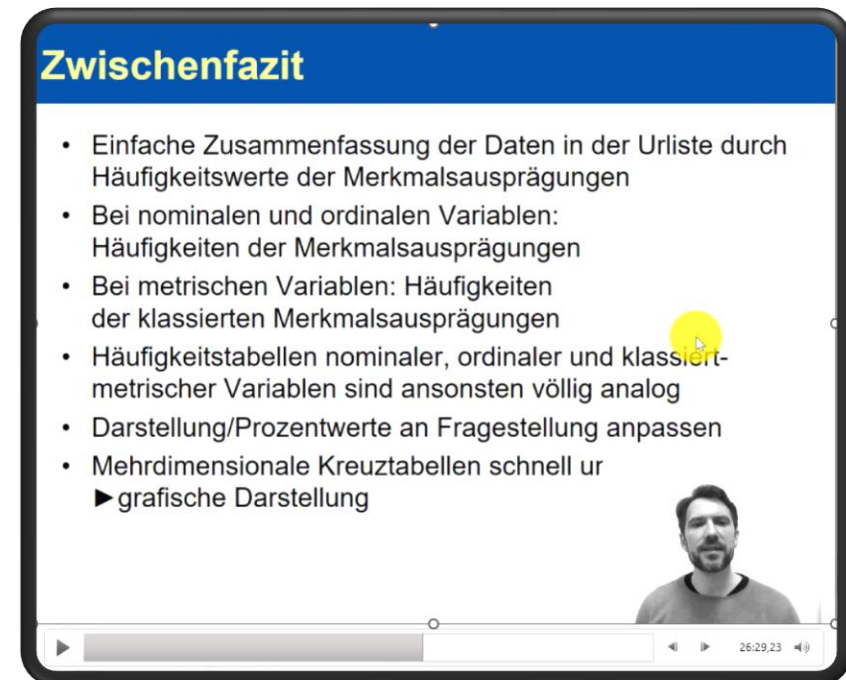 Zwischenfazit
• Einfache Zusammenfassung der Daten in der Urliste durch
Häufigkeitswerte der Merkmalsausprägungen
• Bei nominalen und ordinalen Variablen:
Häufigkeiten der Merkmalsausprägungen
• Bei metrischen Variablen: Häufigkeiten
der klassierten Merkmalsausprägungen
• Häufigkeitstabellen nominaler, ordinaler und klassiert-
metrischer Variablen sind ansonsten völlig analog
• Darstellung/Prozentwerte an Fragestellung anpassen
• Mehrdimensionale Kreuztabellen schnell
►grafische Darstellung
26:29,23